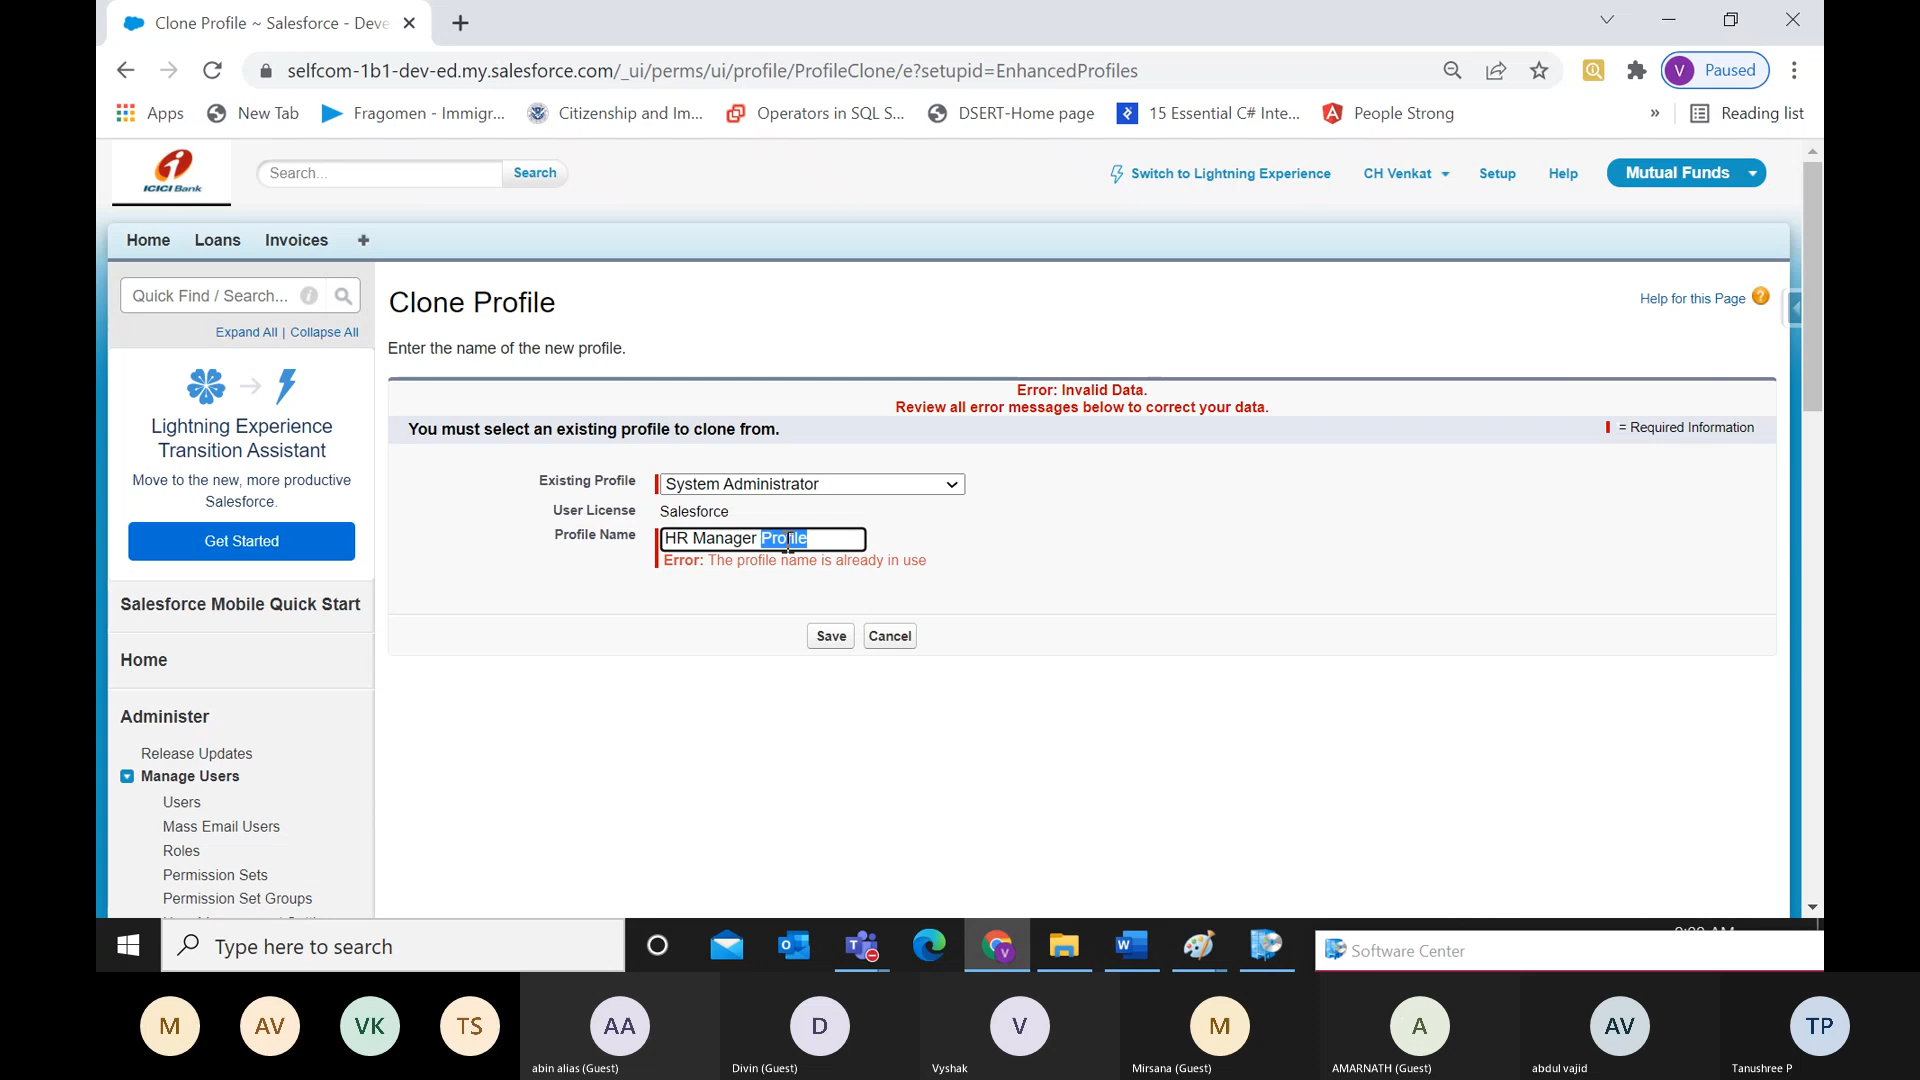 Clone Profile ~ Salesforce - Deve
selfcom-1b1-dev-ed.my.salesforce.com/_ui/perms/ui/profile/ProfileClone/e?setupid=EnhancedProfiles
V Paused
Apps New Tab Fragomen - Immigr... Citizenship and Im... Operators in SQL S... DSERT-Home page 15 Essential C# Inte... People Strong » Reading list
ICICI Bank
Search... Search
Switch to Lightning Experience CH Venkat Setup Help Mutual Funds
Home Loans Invoices +
Quick Find / Search...
Expand All | Collapse All
Lightning Experience
Transition Assistant
Move to the new, more productive
Salesforce.
Get Started
Salesforce Mobile Quick Start
Home
Administer
Release Updates
Manage Users
Users
Mass Email Users
Roles
Permission Sets
Permission Set Groups
Clone Profile
Help for this Page
Enter the name of the new profile.
Error: Invalid Data.
Review all error messages below to correct your data.
You must select an existing profile to clone from.
= Required Information
Existing Profile System Administrator
User License Salesforce
Profile Name HR Manager Profile
Error: The profile name is already in use
Save Cancel
Type here to search
Software Center
M AV VK TS AA D V M A AV TP
abin alias (Guest) Divin (Guest) Vyshak Mirsana (Guest) AMARNATH (Guest) abdul vajid Tanushree P